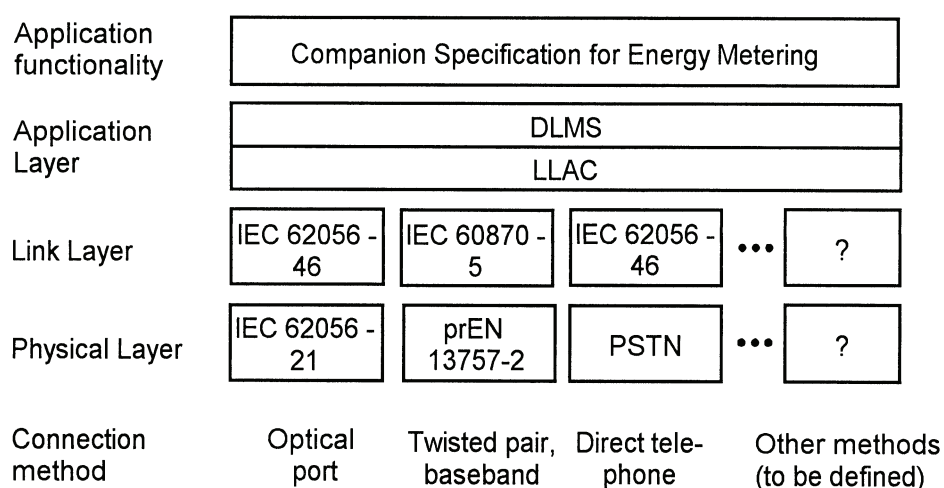 Application
functionality
Companion Specification for Energy Metering
Application
Layer
DLMS
LLAC
Link Layer
IEC 62056 -
46
IEC 60870 -
5
IEC 62056 -
46
•••
?
Physical Layer
IEC 62056 -
21
prEN
13757-2
PSTN
•••
?
Connection
method
Optical
port
Twisted pair,
baseband
Direct tele-
phone
Other methods
(to be defined)